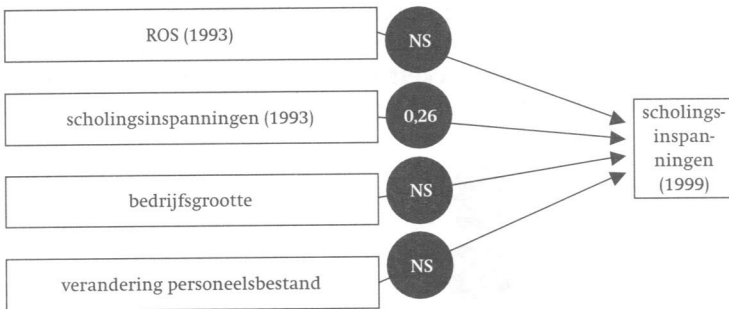 ROS (1993)
NS
scholingsinspanningen (1993)
0,26
bedrijfsgrootte
NS
verandering personeelsbestand
NS
scholings-
inspan-
ningen
(1999)